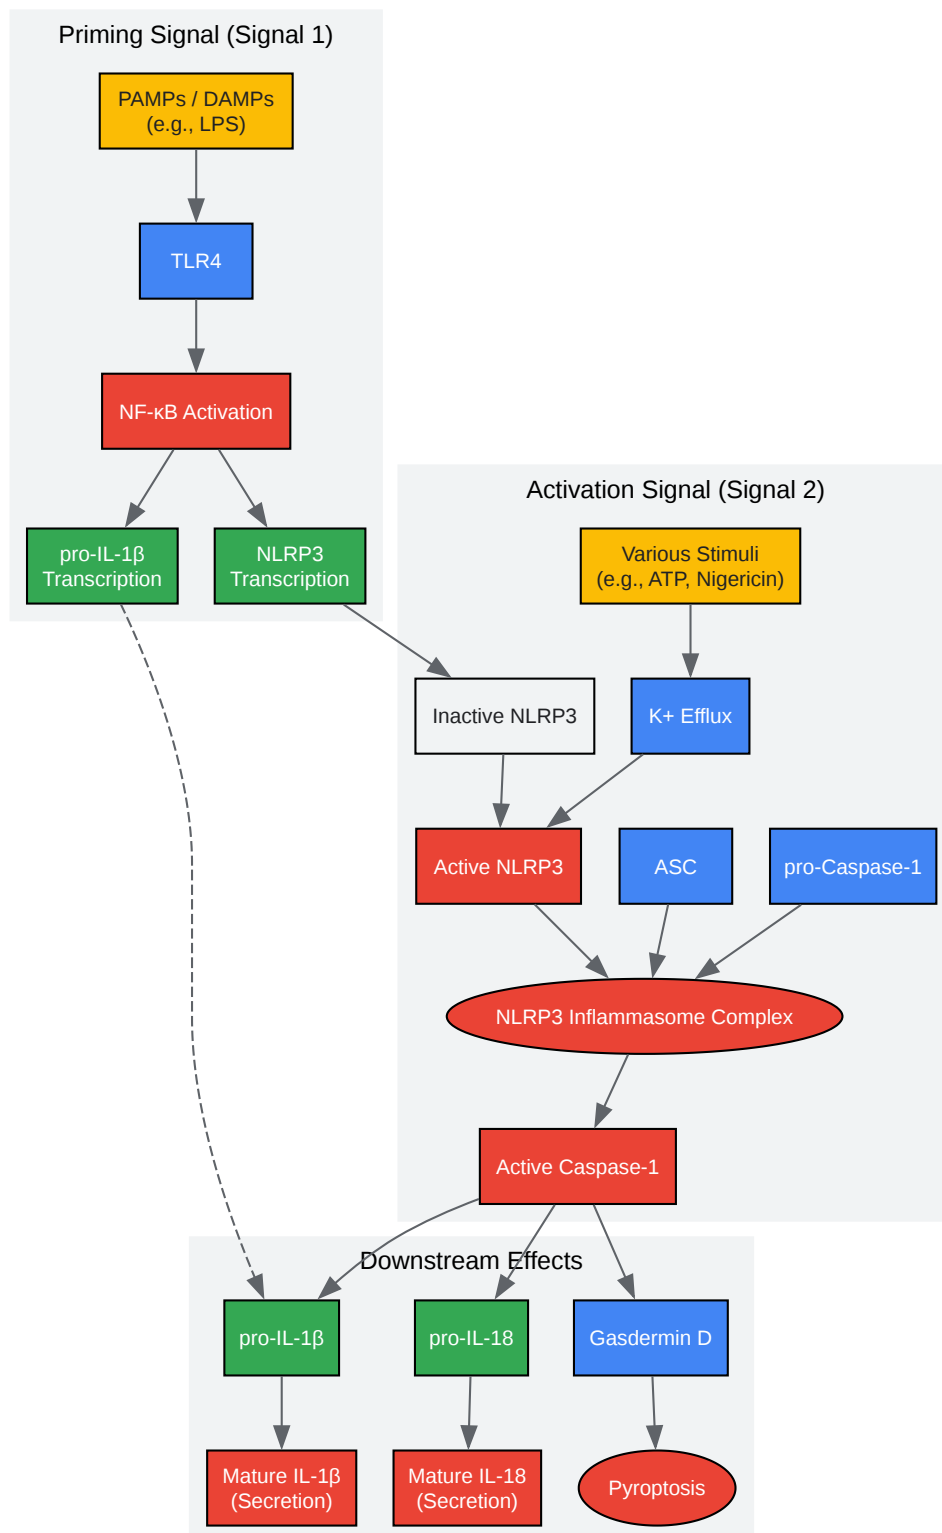 Priming Signal (Signal 1)
PAMPs / DAMPs
(e.g., LPS)
TLR4
NF-κB Activation
pro-IL-1β
Transcription
NLRP3
Transcription
Activation Signal (Signal 2)
Various Stimuli
(e.g., ATP, Nigericin)
Inactive NLRP3
K+ Efflux
Active NLRP3
ASC
pro-Caspase-1
NLRP3 Inflammasome Complex
Active Caspase-1
Downstream Effects
pro-IL-1β
pro-IL-18
Gasdermin D
Mature IL-1β
(Secretion)
Mature IL-18
(Secretion)
Pyroptosis